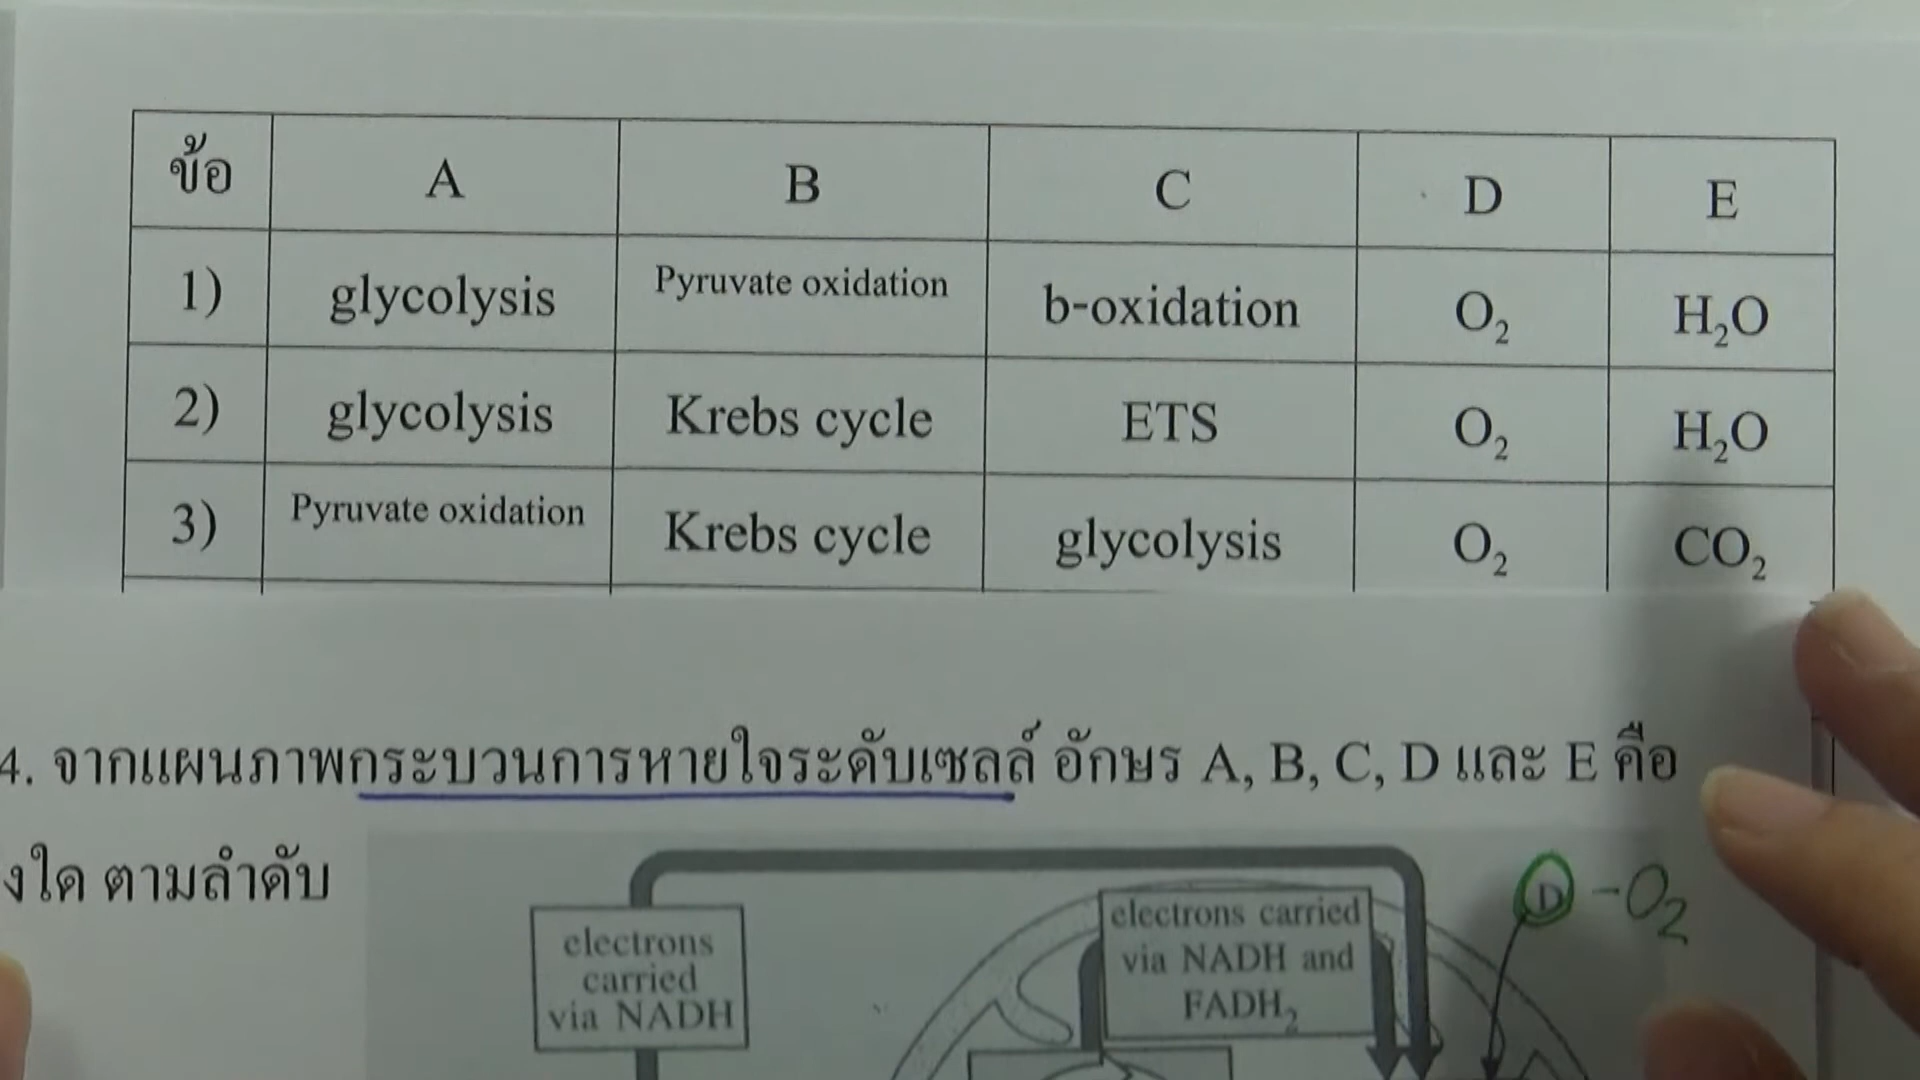 ข้อ A B C D E
1) glycolysis Pyruvate oxidation b-oxidation O₂ H₂O
2) glycolysis Krebs cycle ETS O₂ H₂O
3) Pyruvate oxidation Krebs cycle glycolysis O₂ CO₂
4. จากแผนภาพกระบวนการหายใจระดับเซลล์ อักษร A, B, C, D และ E คือ
งใด ตามลำดับ
electrons
carried
via NADH
electrons carried
via NADH and
FADH₂
D - O₂